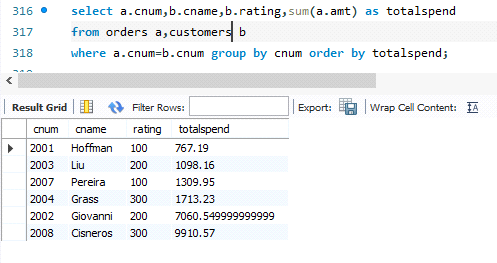 316 select a.cnum,b.cname,b.rating,sum(a.amt) as totalspend
317 from orders a,customers b
318 where a.cnum=b.cnum group by cnum order by totalspend;
Result Grid Filter Rows: Export: Wrap Cell Content:
cnum cname rating totalspend
2001 Hoffman 100 767.19
2003 Liu 200 1098.16
2007 Pereira 100 1309.95
2004 Grass 300 1713.23
2002 Giovanni 200 7060.549999999999
2008 Cisneros 300 9910.57